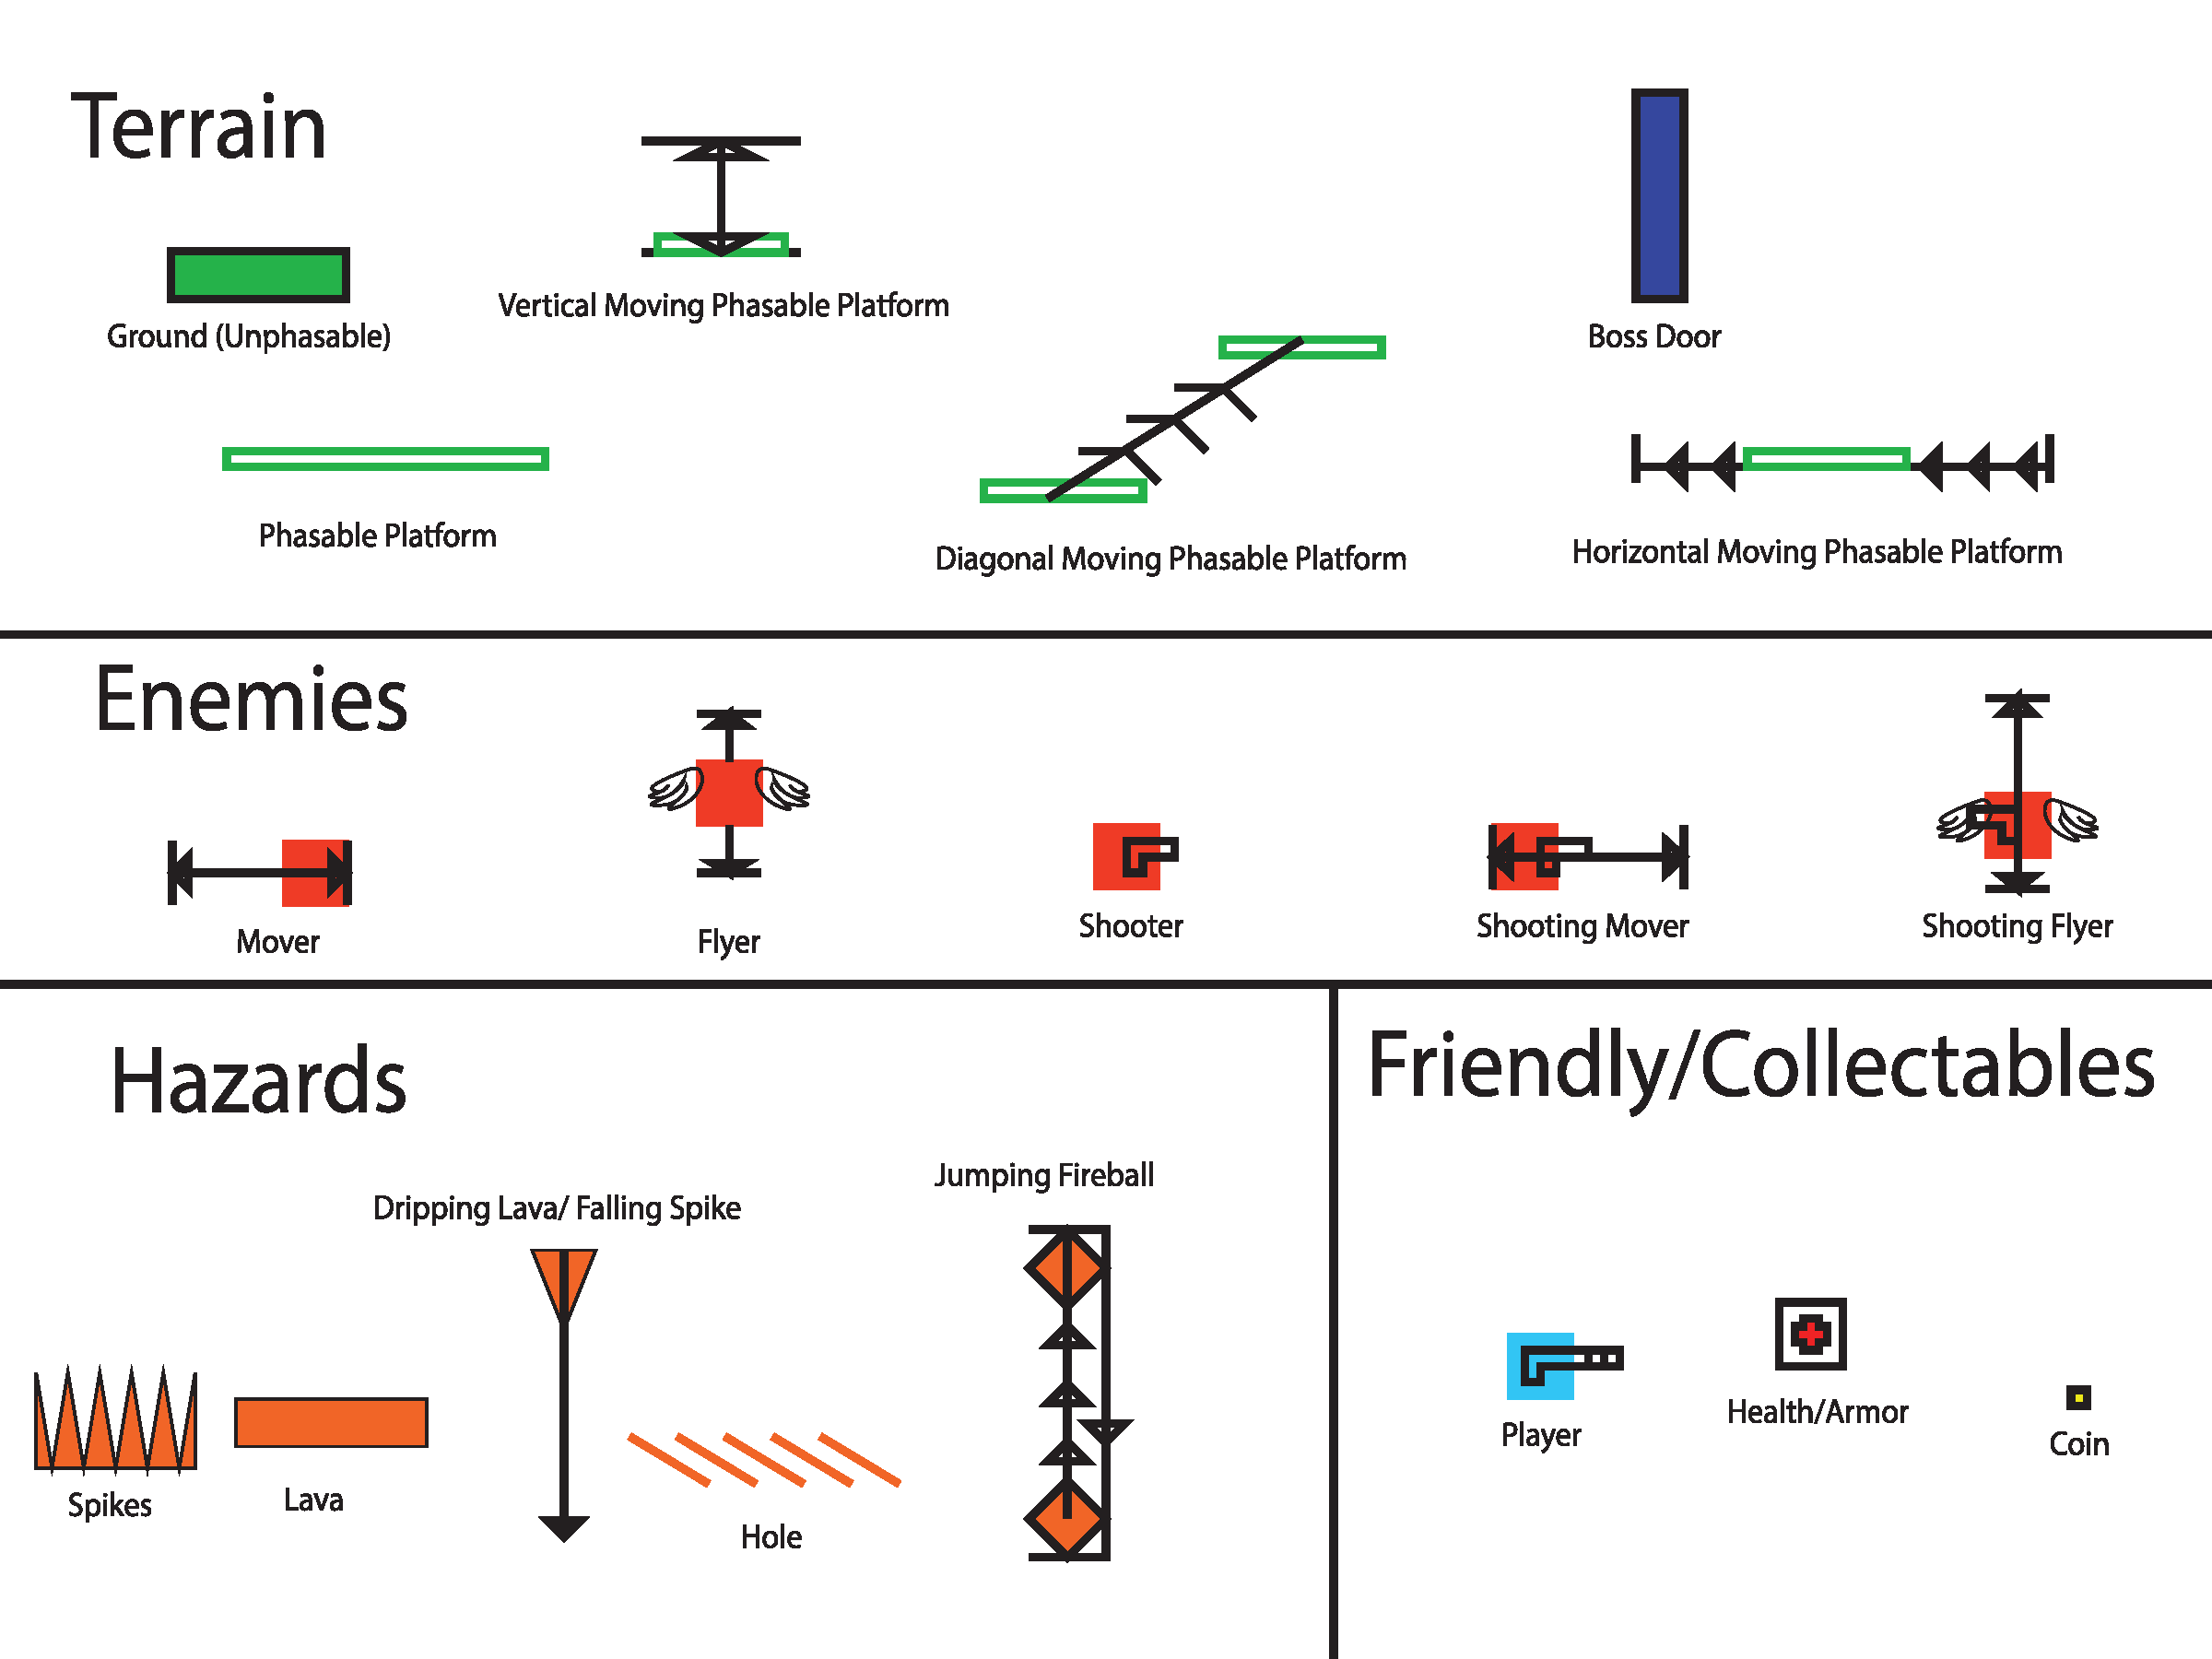 Terrain
Ground (Unphasable)
Vertical Moving Phasable Platform
Boss Door
Phasable Platform
Diagonal Moving Phasable Platform
Horizontal Moving Phasable Platform
Enemies
Mover
Flyer
Shooter
Shooting Mover
Shooting Flyer
Hazards
Dripping Lava/ Falling Spike
Jumping Fireball
Spikes
Lava
Hole
Friendly/Collectables
Player
Health/Armor
Coin